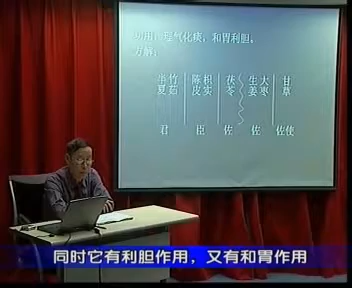 功用:理气化痰,和胃利胆。
方解:
半夏 竹茹 陈皮 枳实 茯苓 生姜 大枣 甘草
君 臣 佐 佐 佐使
同时它有利胆作用，又有和胃作用